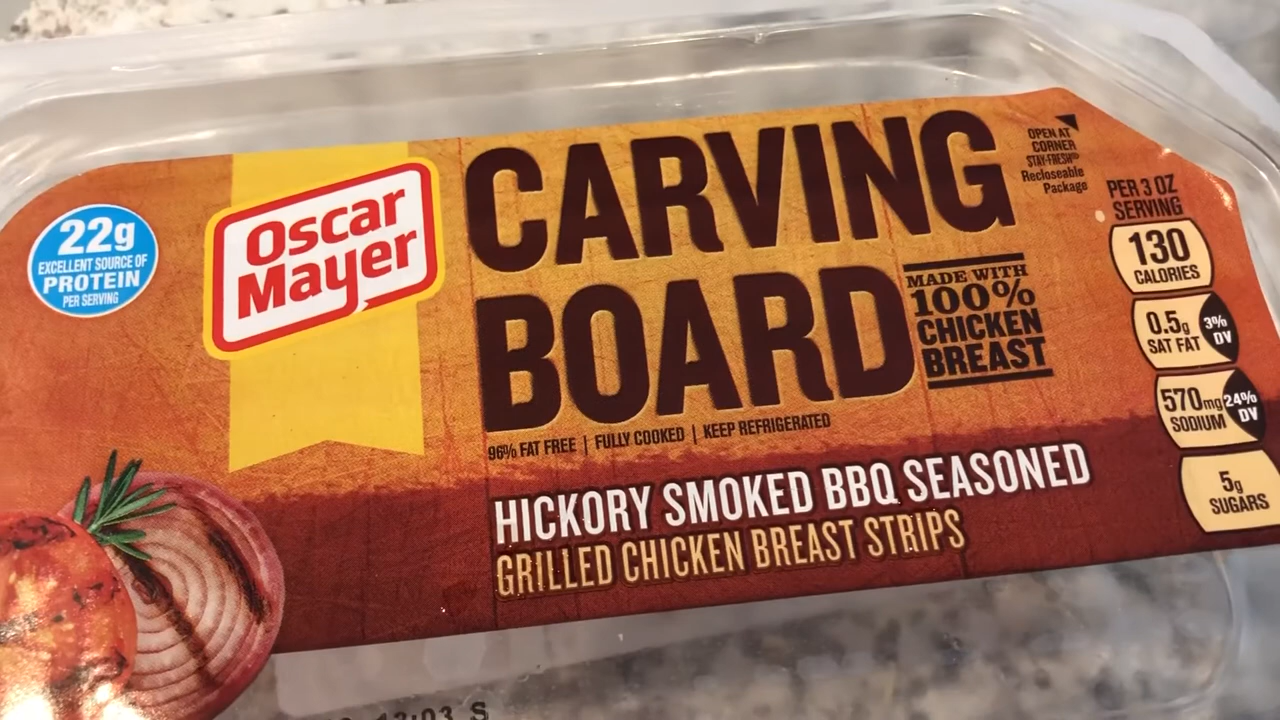 22g
EXCELLENT SOURCE OF
PROTEIN
PER SERVING
Oscar
Mayer
CARVING
BOARD
MADE WITH
100%
CHICKEN
BREAST
OPEN AT
CORNER
STAY-FRESH®
Recloseable
Package
96% FAT FREE | FULLY COOKED | KEEP REFRIGERATED
HICKORY SMOKED BBQ SEASONED
GRILLED CHICKEN BREAST STRIPS
PER 3 OZ
SERVING
130
CALORIES
0.5g
SAT FAT
3%
DV
570mg
SODIUM
24%
DV
5g
SUGARS
12:03 S